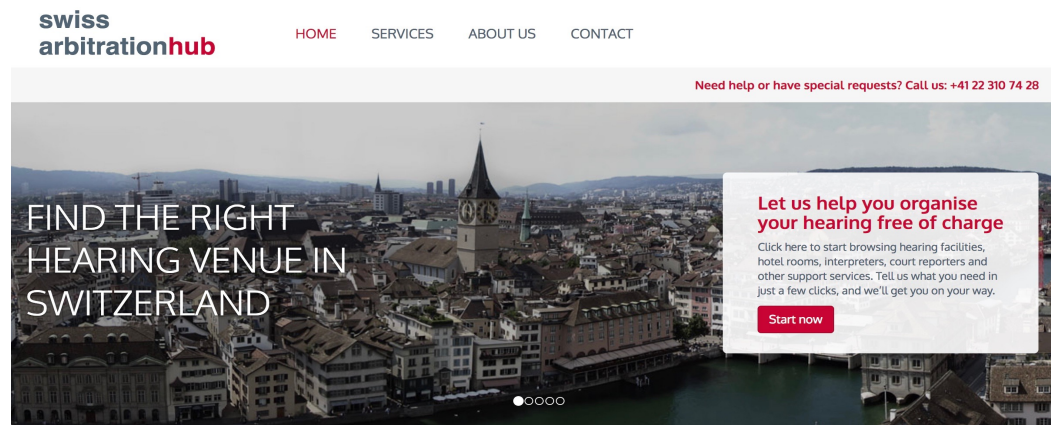 swiss
arbitrationhub
HOME SERVICES ABOUT US CONTACT
Need help or have special requests? Call us: +41 22 310 74 28
FIND THE RIGHT
HEARING VENUE IN
SWITZERLAND
Let us help you organise
your hearing free of charge
Click here to start browsing hearing facilities,
hotel rooms, interpreters, court reporters and
other support services. Tell us what you need in
just a few clicks, and we'll get you on your way.
Start now